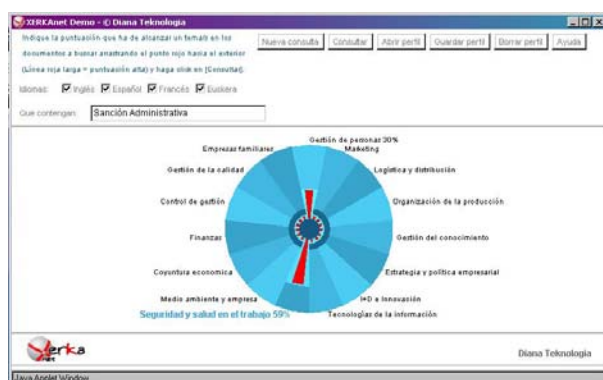 XERKAnet Demo - © Diana Teknologia
Indique la puntuación que ha de alcanzar un tema/s en los
documentos a buscar arrastrando el punto rojo hacia el exterior
(Línea roja larga = puntuación alta) y haga click en [Consultar].
Nueva consulta Consultar Abrir perfil Guardar perfil Borrar perfil Ayuda
Idiomas: Inglés Español Francés Euskera
Que contengan: Sanción Administrativa
Gestión de personas 30%
Empresas familiares Marketing
Gestión de la calidad Logística y distribución
Control de gestión Organización de la producción
Finanzas Gestión del conocimiento
Coyuntura economica Estrategia y política empresarial
Medio ambiente y empresa I+D e Innovación
Seguridad y salud en el trabajo 59% Tecnologías de la información
Xerka
.net
Diana Teknologia
Java Applet Window